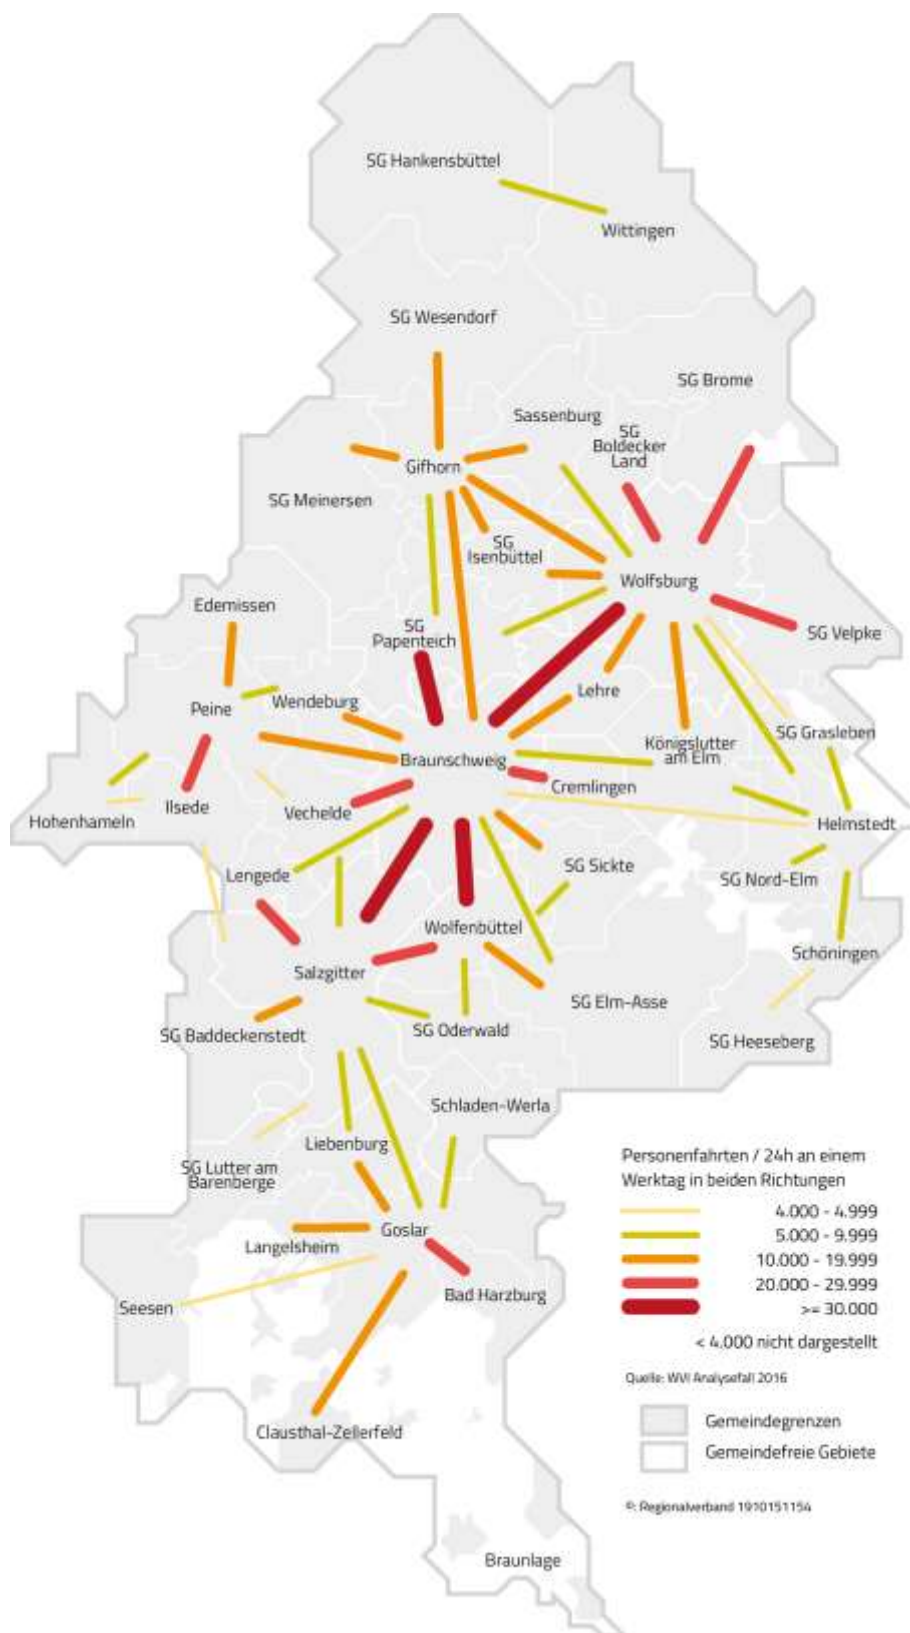 SG Hankensbüttel
Wittingen
SG Wesendorf
SG Brome
Sassenburg
SG
Boldecker
Land
Gifhorn
SG Meinersen
SG
Isenbüttel
Wolfsburg
Edemissen
SG
Papenteich
SG Velpke
Peine
Wendeburg
Lehre
SG Grasleben
Königslutter
am Elm
Braunschweig
Cremlingen
Ilsede
Vechelde
Hohenhameln
Helmstedt
Lengede
SG Sickte
SG Nord-Elm
Wolfenbüttel
Schöningen
Salzgitter
SG Elm-Asse
SG Baddeckenstedt
SG Oderwald
SG Heeseberg
Schladen-Werla
Liebenburg
SG Lutter am
Barenberge
Goslar
Langelsheim
Bad Harzburg
Seesen
Clausthal-Zellerfeld
Braunlage
Personenfahrten / 24h an einem
Werktag in beiden Richtungen
4.000 - 4.999
5.000 - 9.999
10.000 - 19.999
20.000 - 29.999
>= 30.000
< 4.000 nicht dargestellt
Quelle: WVI Analysefall 2016
Gemeindegrenzen
Gemeindefreie Gebiete
©: Regionalverband 1910151154